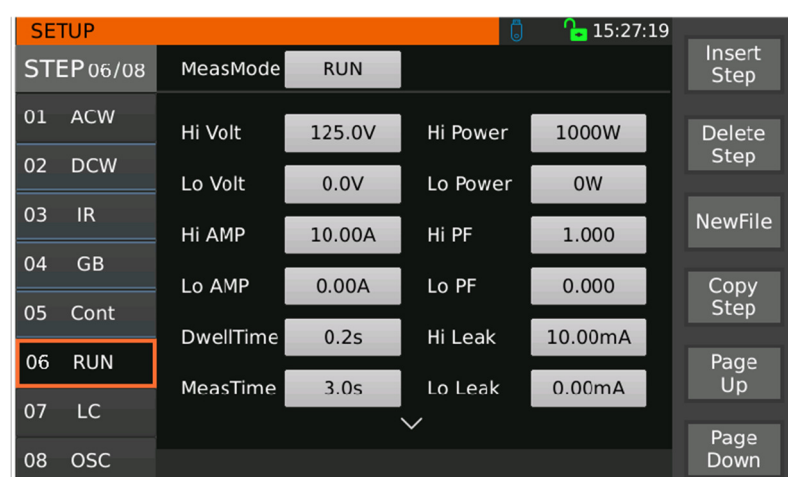 SETUP
15:27:19
STEP 06/08
MeasMode RUN
01 ACW
02 DCW
03 IR
04 GB
05 Cont
06 RUN
07 LC
08 OSC
Hi Volt 125.0V Hi Power 1000W
Lo Volt 0.0V Lo Power 0W
Hi AMP 10.00A Hi PF 1.000
Lo AMP 0.00A Lo PF 0.000
DwellTime 0.2s Hi Leak 10.00mA
MeasTime 3.0s Lo Leak 0.00mA
Insert
Step
Delete
Step
NewFile
Copy
Step
Page
Up
Page
Down